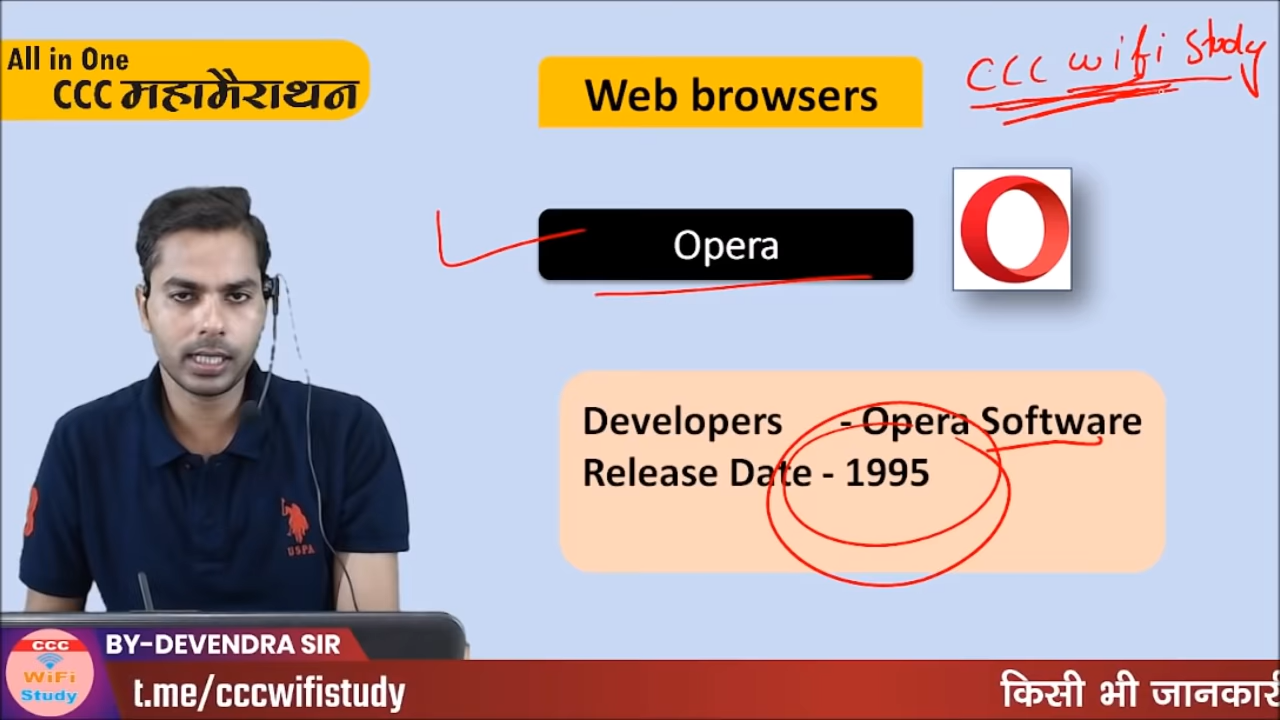 All in One
CCC महामैराथन
Web browsers
CCC wifi study
Opera
Developers - Opera Software
Release Date - 1995
USPA
3
CCC
WiFi
Study
BY-DEVENDRA SIR
t.me/cccwifistudy
किसी भी जानकारी